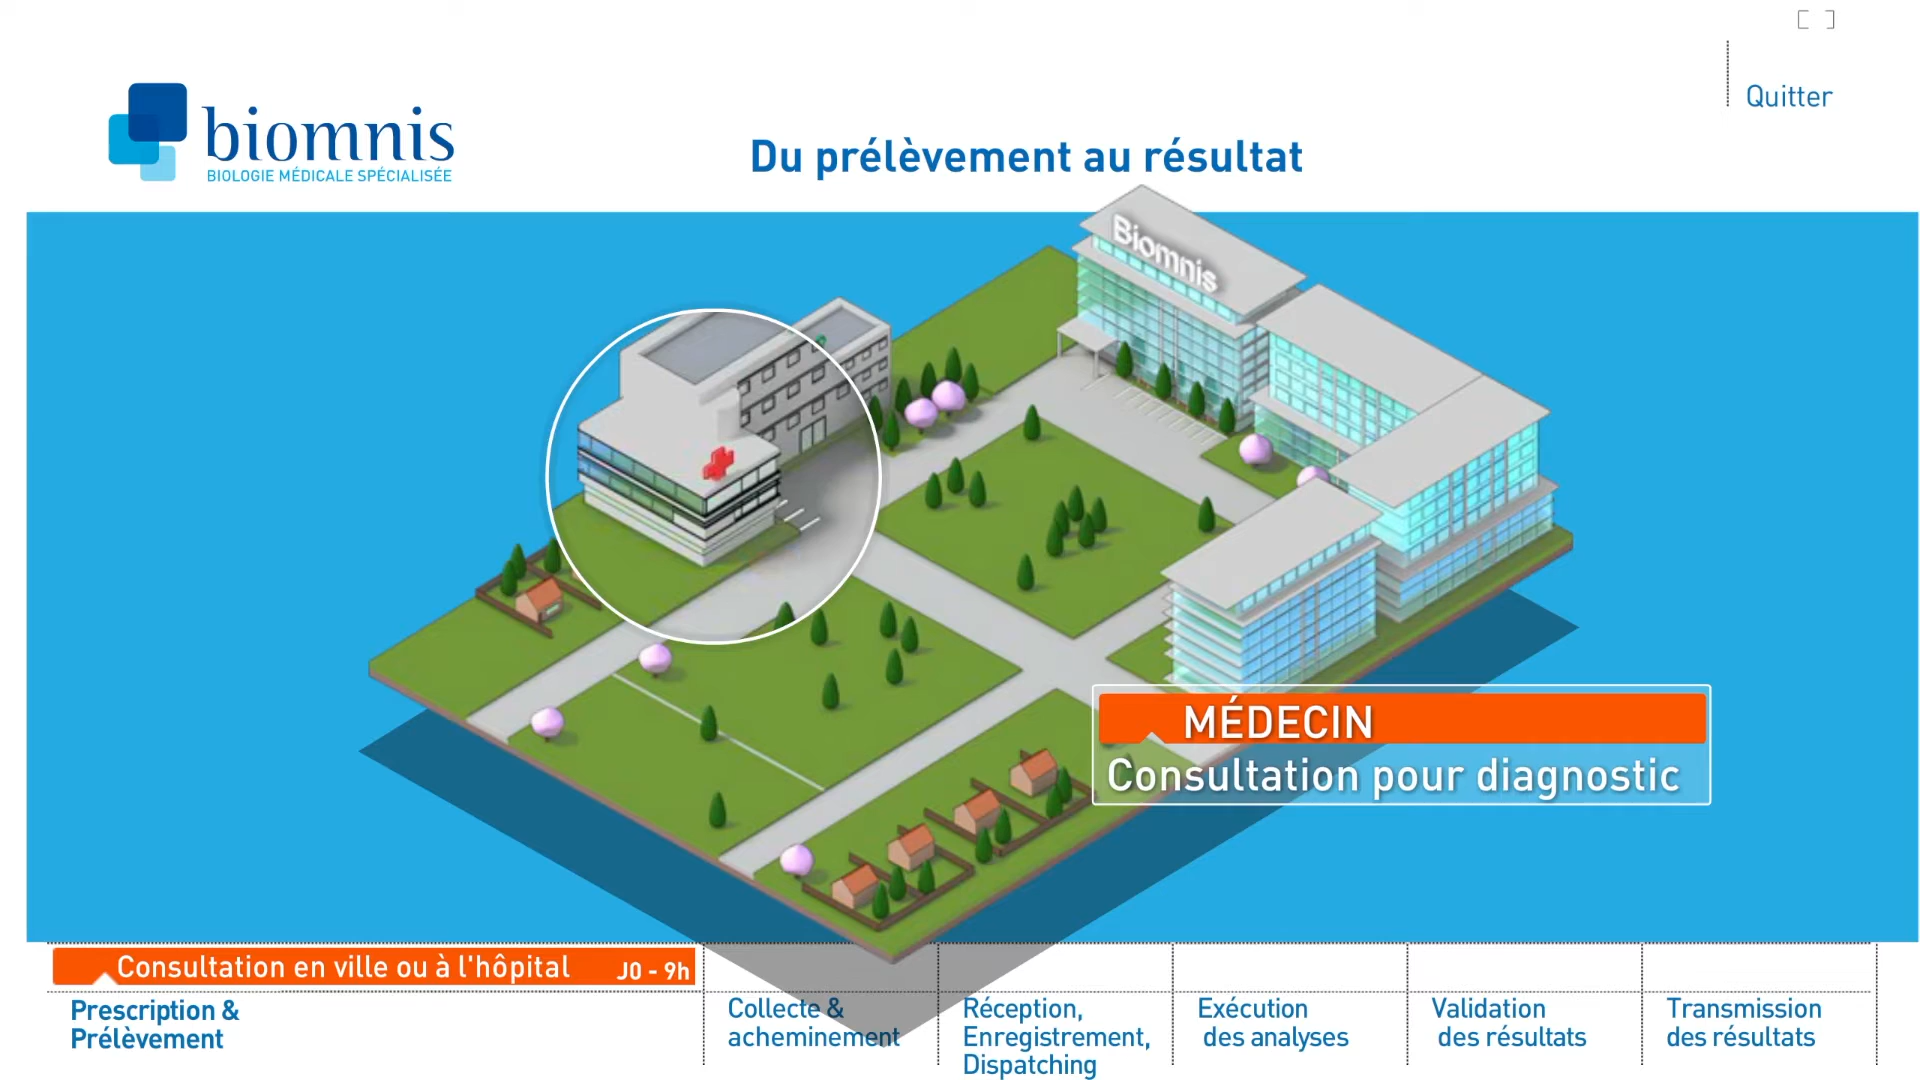 Quitter
biomnis
BIOLOGIE MÉDICALE SPÉCIALISÉE
Du prélèvement au résultat
Biomnis
MÉDECIN
Consultation pour diagnostic
Consultation en ville ou à l'hôpital J0 - 9h
Prescription &
Prélèvement
Collecte &
acheminement
Réception,
Enregistrement,
Dispatching
Exécution
des analyses
Validation
des résultats
Transmission
des résultats